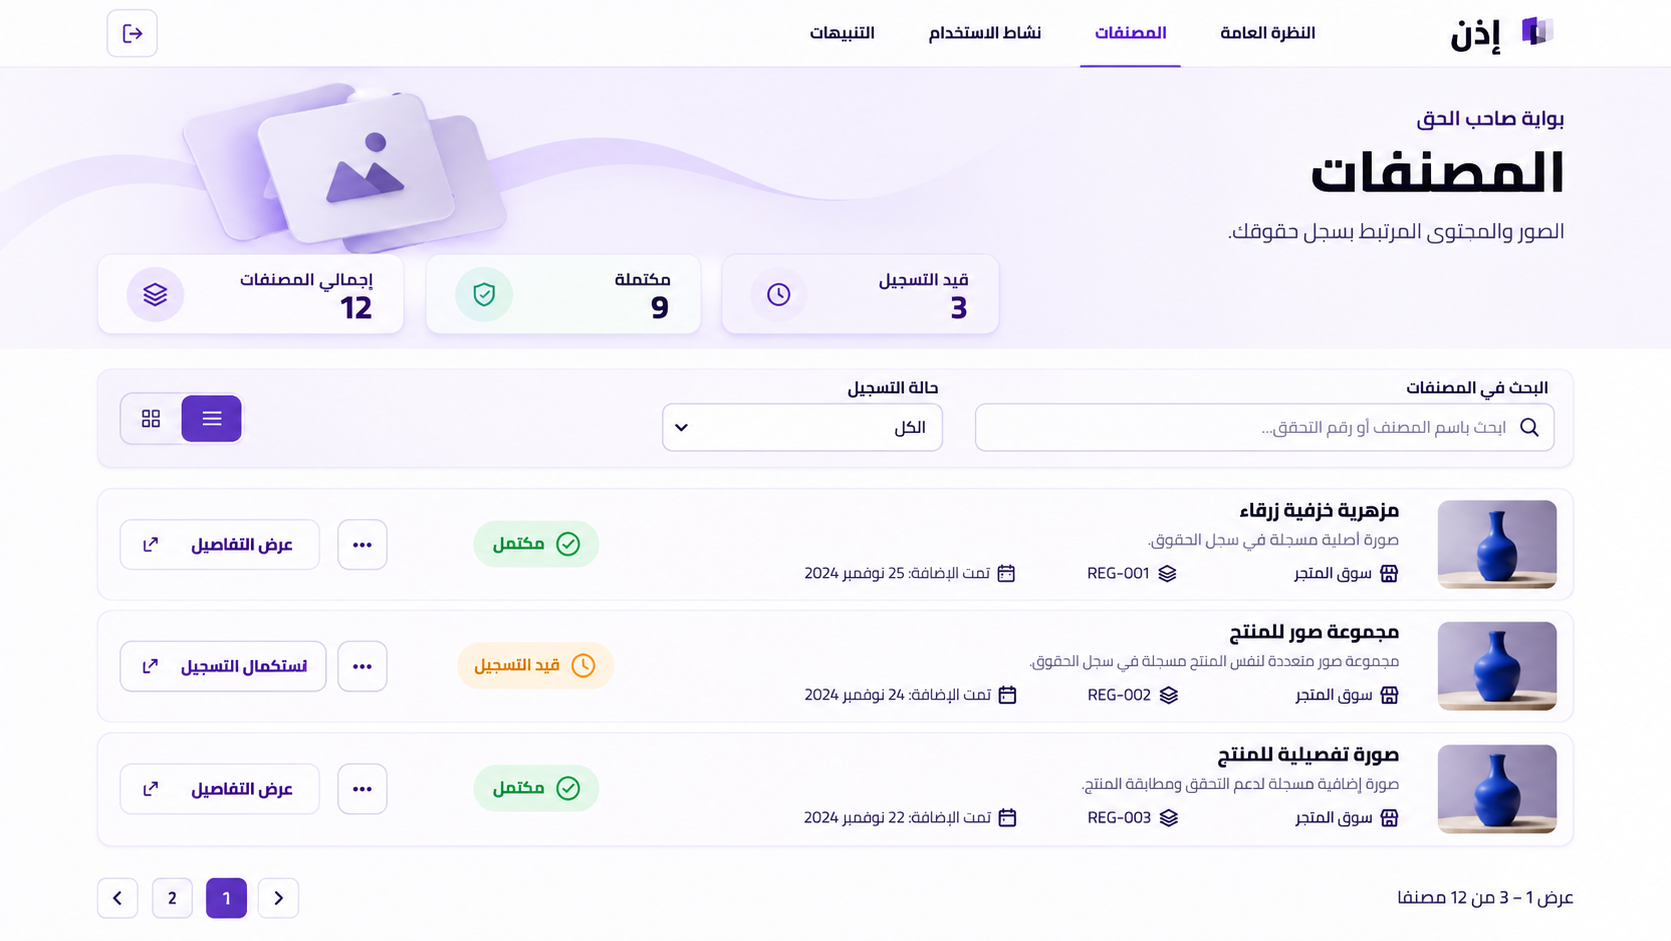 إذن
النظرة العامة
المصنفات
نشاط الاستخدام
التنبيهات
بوابة صاحب الحق
المصنفات
الصور والمحتوى المرتبط بسجل حقوقك.
قيد التسجيل
3
مكتملة
9
إجمالي المصنفات
12
البحث في المصنفات
ابحث باسم المصنف أو رقم التحقق...
حالة التسجيل
الكل
مزهرية خزفية زرقاء
صورة أصلية مسجلة في سجل الحقوق.
سوق المتجر
REG-001
تمت الإضافة: 25 نوفمبر 2024
مكتمل
عرض التفاصيل
مجموعة صور للمنتج
مجموعة صور متعددة لنفس المنتج مسجلة في سجل الحقوق.
سوق المتجر
REG-002
تمت الإضافة: 24 نوفمبر 2024
قيد التسجيل
استكمال التسجيل
صورة تفصيلية للمنتج
صورة إضافية مسجلة لدعم التحقق ومطابقة المنتج.
سوق المتجر
REG-003
تمت الإضافة: 22 نوفمبر 2024
مكتمل
عرض التفاصيل
عرض 1 – 3 من 12 مصنفا
1
2